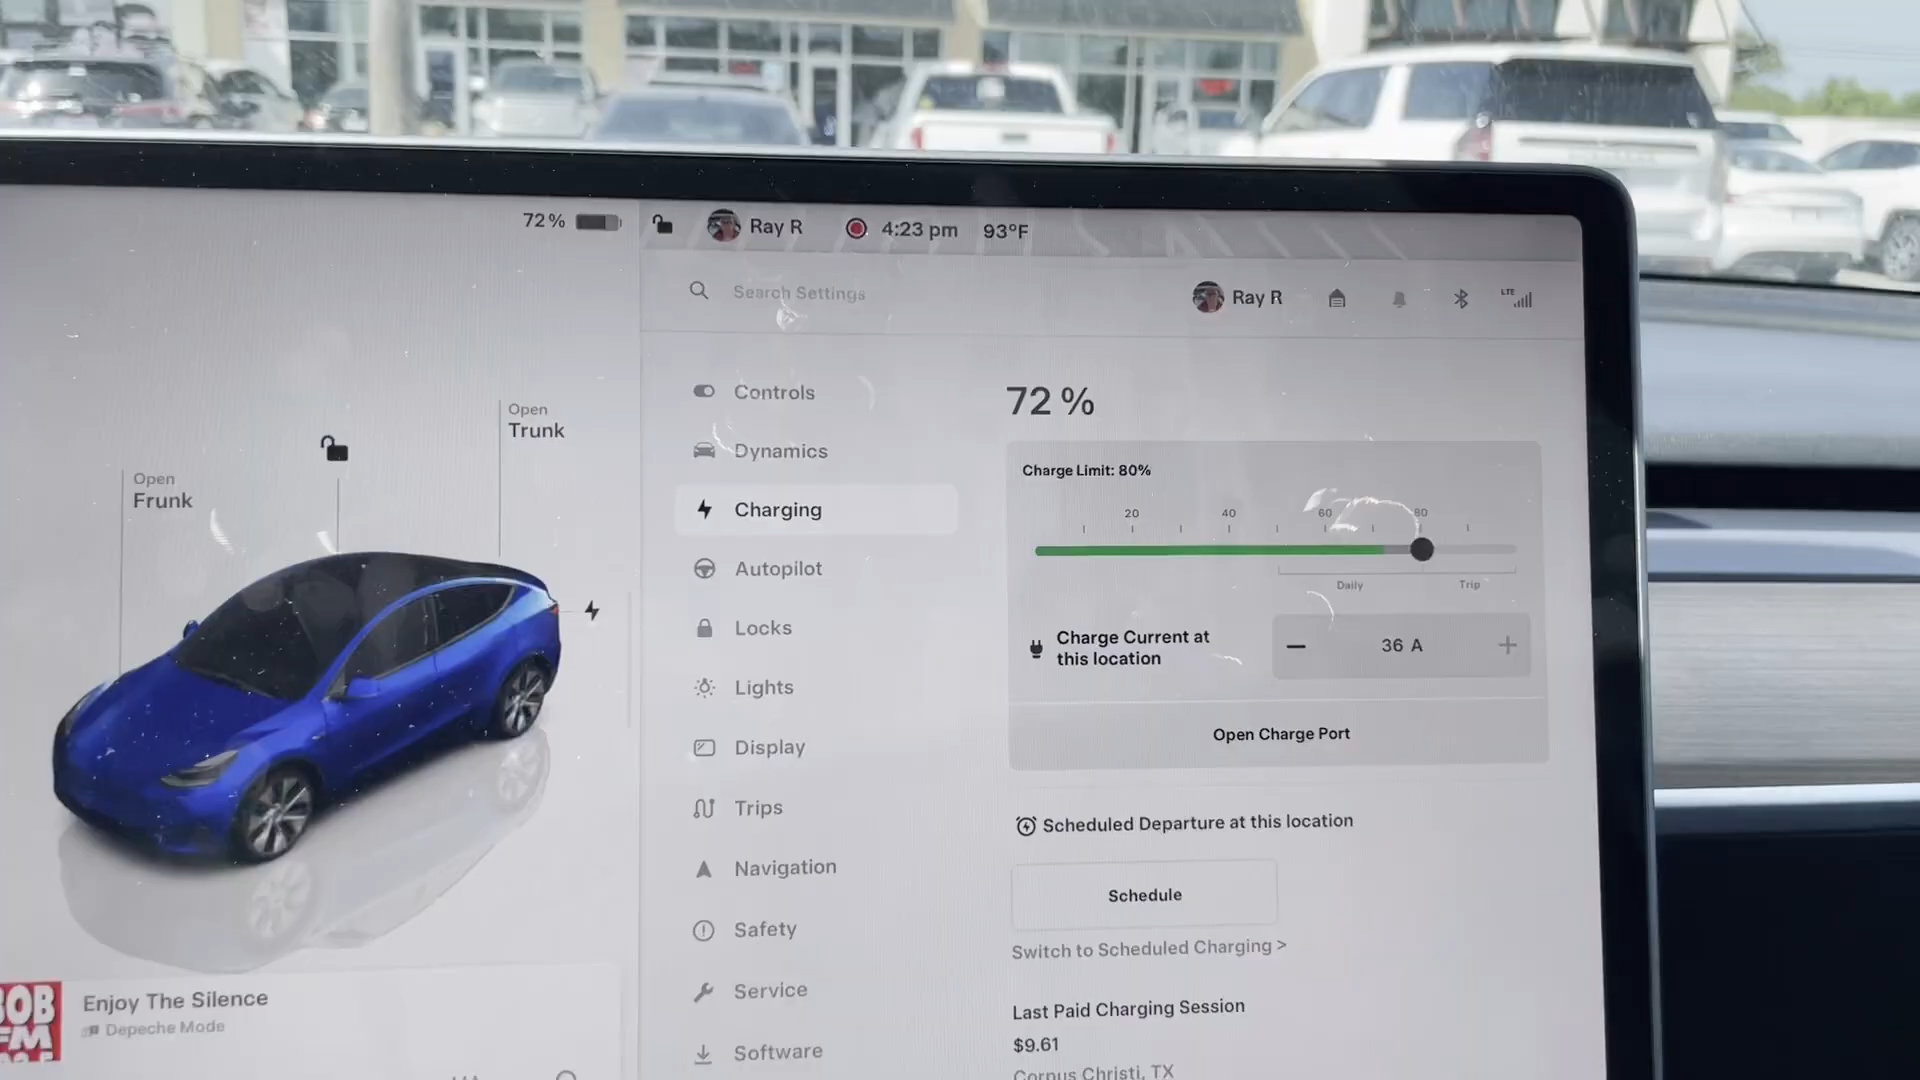 72%
Ray R
4:23 pm
93°F
Search Settings
Ray R
LTE
Open
Trunk
Open
Frunk
Controls
Dynamics
Charging
Autopilot
Locks
Lights
Display
Trips
Navigation
Safety
Service
Software
72 %
Charge Limit: 80%
20 40 60 80
Daily Trip
Charge Current at
this location
36 A
Open Charge Port
Scheduled Departure at this location
Schedule
Switch to Scheduled Charging >
Last Paid Charging Session
$9.61
Corpus Christi, TX
BOB
FM
Enjoy The Silence
Depeche Mode